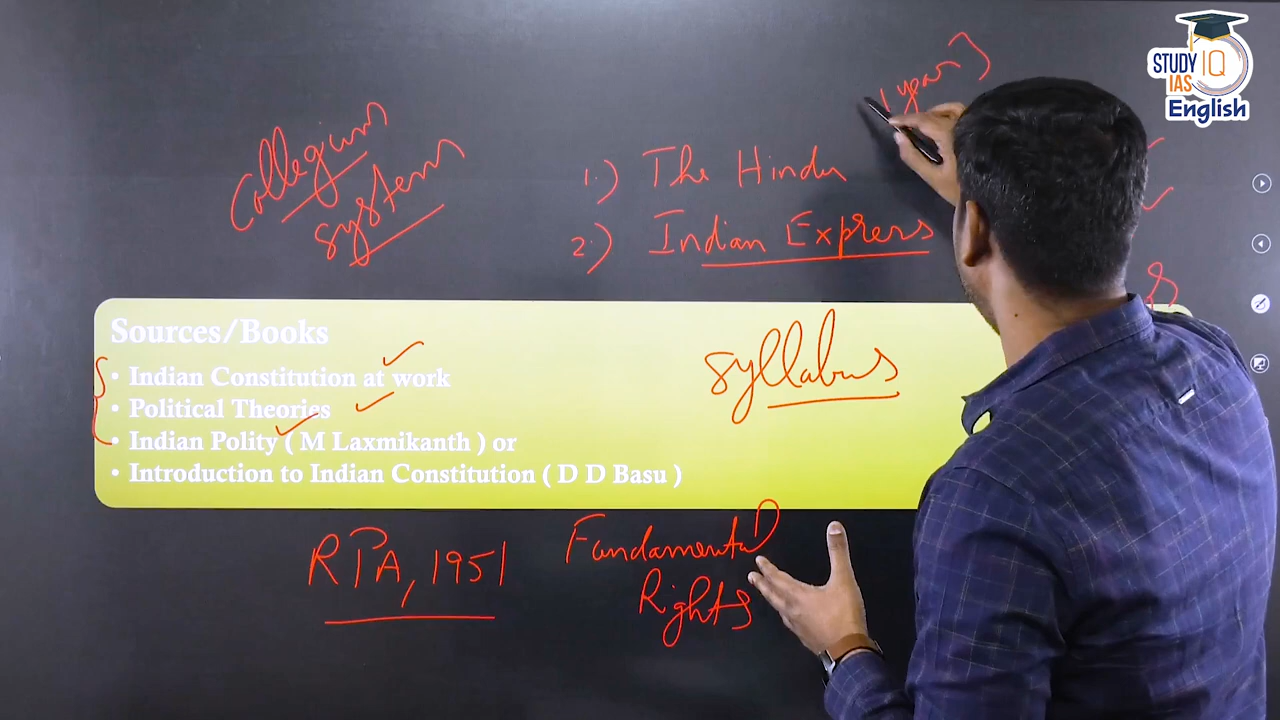 STUDY IQ
IAS
English
1 year)
Collegium
system
1.) The Hindu
2.) Indian Express
Sources/Books
• Indian Constitution at work
• Political Theories
• Indian Polity ( M Laxmikanth ) or
• Introduction to Indian Constitution ( D D Basu )
syllabus
RPA, 1951
Fundamental
Rights